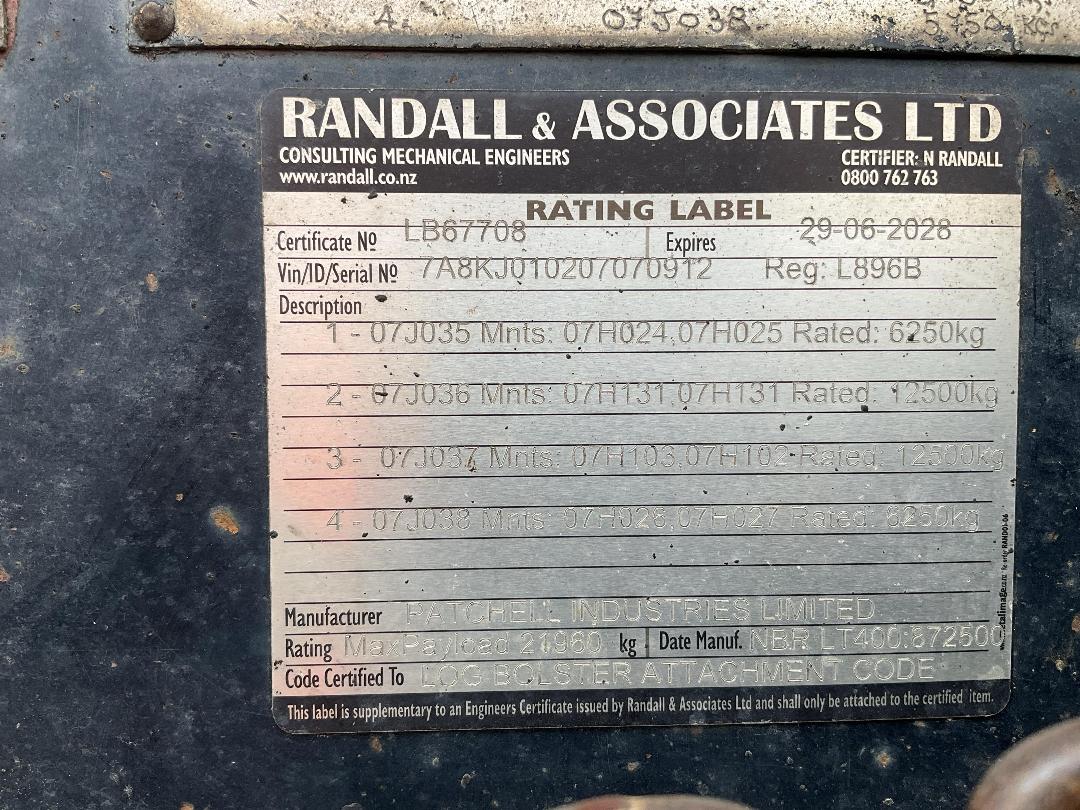 4. 07J038 5750 KGs
RANDALL & ASSOCIATES LTD
CONSULTING MECHANICAL ENGINEERS CERTIFIER: N RANDALL
www.randall.co.nz 0800 762 763
RATING LABEL
Certificate Nº LB67708 Expires 29-06-2028
Vin/ID/Serial Nº 7A8KJ010207070912 Reg: L896B
Description
1 - 07J035 Mnts: 07H024,07H025 Rated: 6250kg
2 - 07J036 Mnts: 07H131,07H131 Rated: 12500kg
3 - 07J037 Mnts: 07H103,07H102 Rated: 12500kg
4 - 07J038 Mnts: 07H028,07H027 Rated: 6250kg
Manufacturer PATCHELL INDUSTRIES LIMITED
Rating MaxPayload 21960 kg Date Manuf. NBR LT400:872500
Code Certified To LOG BOLSTER ATTACHMENT CODE
This label is supplementary to an Engineers Certificate issued by Randall & Associates Ltd and shall only be attached to the certified item.